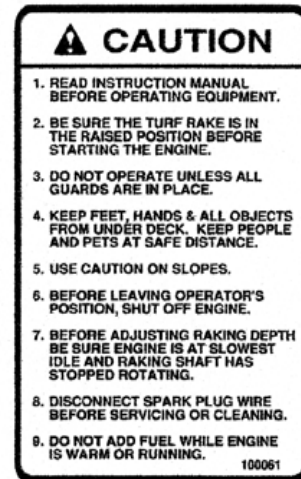 CAUTION
1. READ INSTRUCTION MANUAL
BEFORE OPERATING EQUIPMENT.
2. BE SURE THE TURF RAKE IS IN
THE RAISED POSITION BEFORE
STARTING THE ENGINE.
3. DO NOT OPERATE UNLESS ALL
GUARDS ARE IN PLACE.
4. KEEP FEET, HANDS & ALL OBJECTS
FROM UNDER DECK. KEEP PEOPLE
AND PETS AT SAFE DISTANCE.
5. USE CAUTION ON SLOPES.
6. BEFORE LEAVING OPERATOR'S
POSITION, SHUT OFF ENGINE.
7. BEFORE ADJUSTING RAKING DEPTH
BE SURE ENGINE IS AT SLOWEST
IDLE AND RAKING SHAFT HAS
STOPPED ROTATING.
8. DISCONNECT SPARK PLUG WIRE
BEFORE SERVICING OR CLEANING.
9. DO NOT ADD FUEL WHILE ENGINE
IS WARM OR RUNNING.
100061